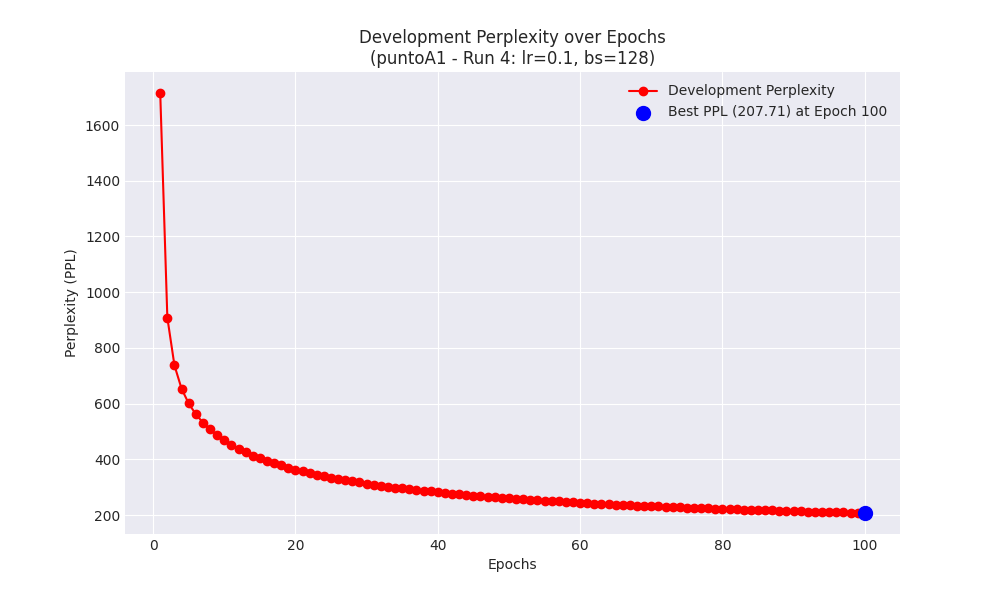 Development Perplexity over Epochs
(puntoA1 - Run 4: lr=0.1, bs=128)
Development Perplexity
Best PPL (207.71) at Epoch 100
Perplexity (PPL)
1600
1400
1200
1000
800
600
400
200
0 20 40 60 80 100
Epochs